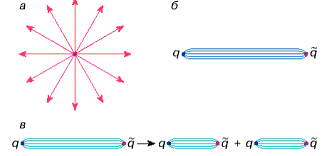 а
б
q q̃
в
q q̃ → q q̃ + q q̃